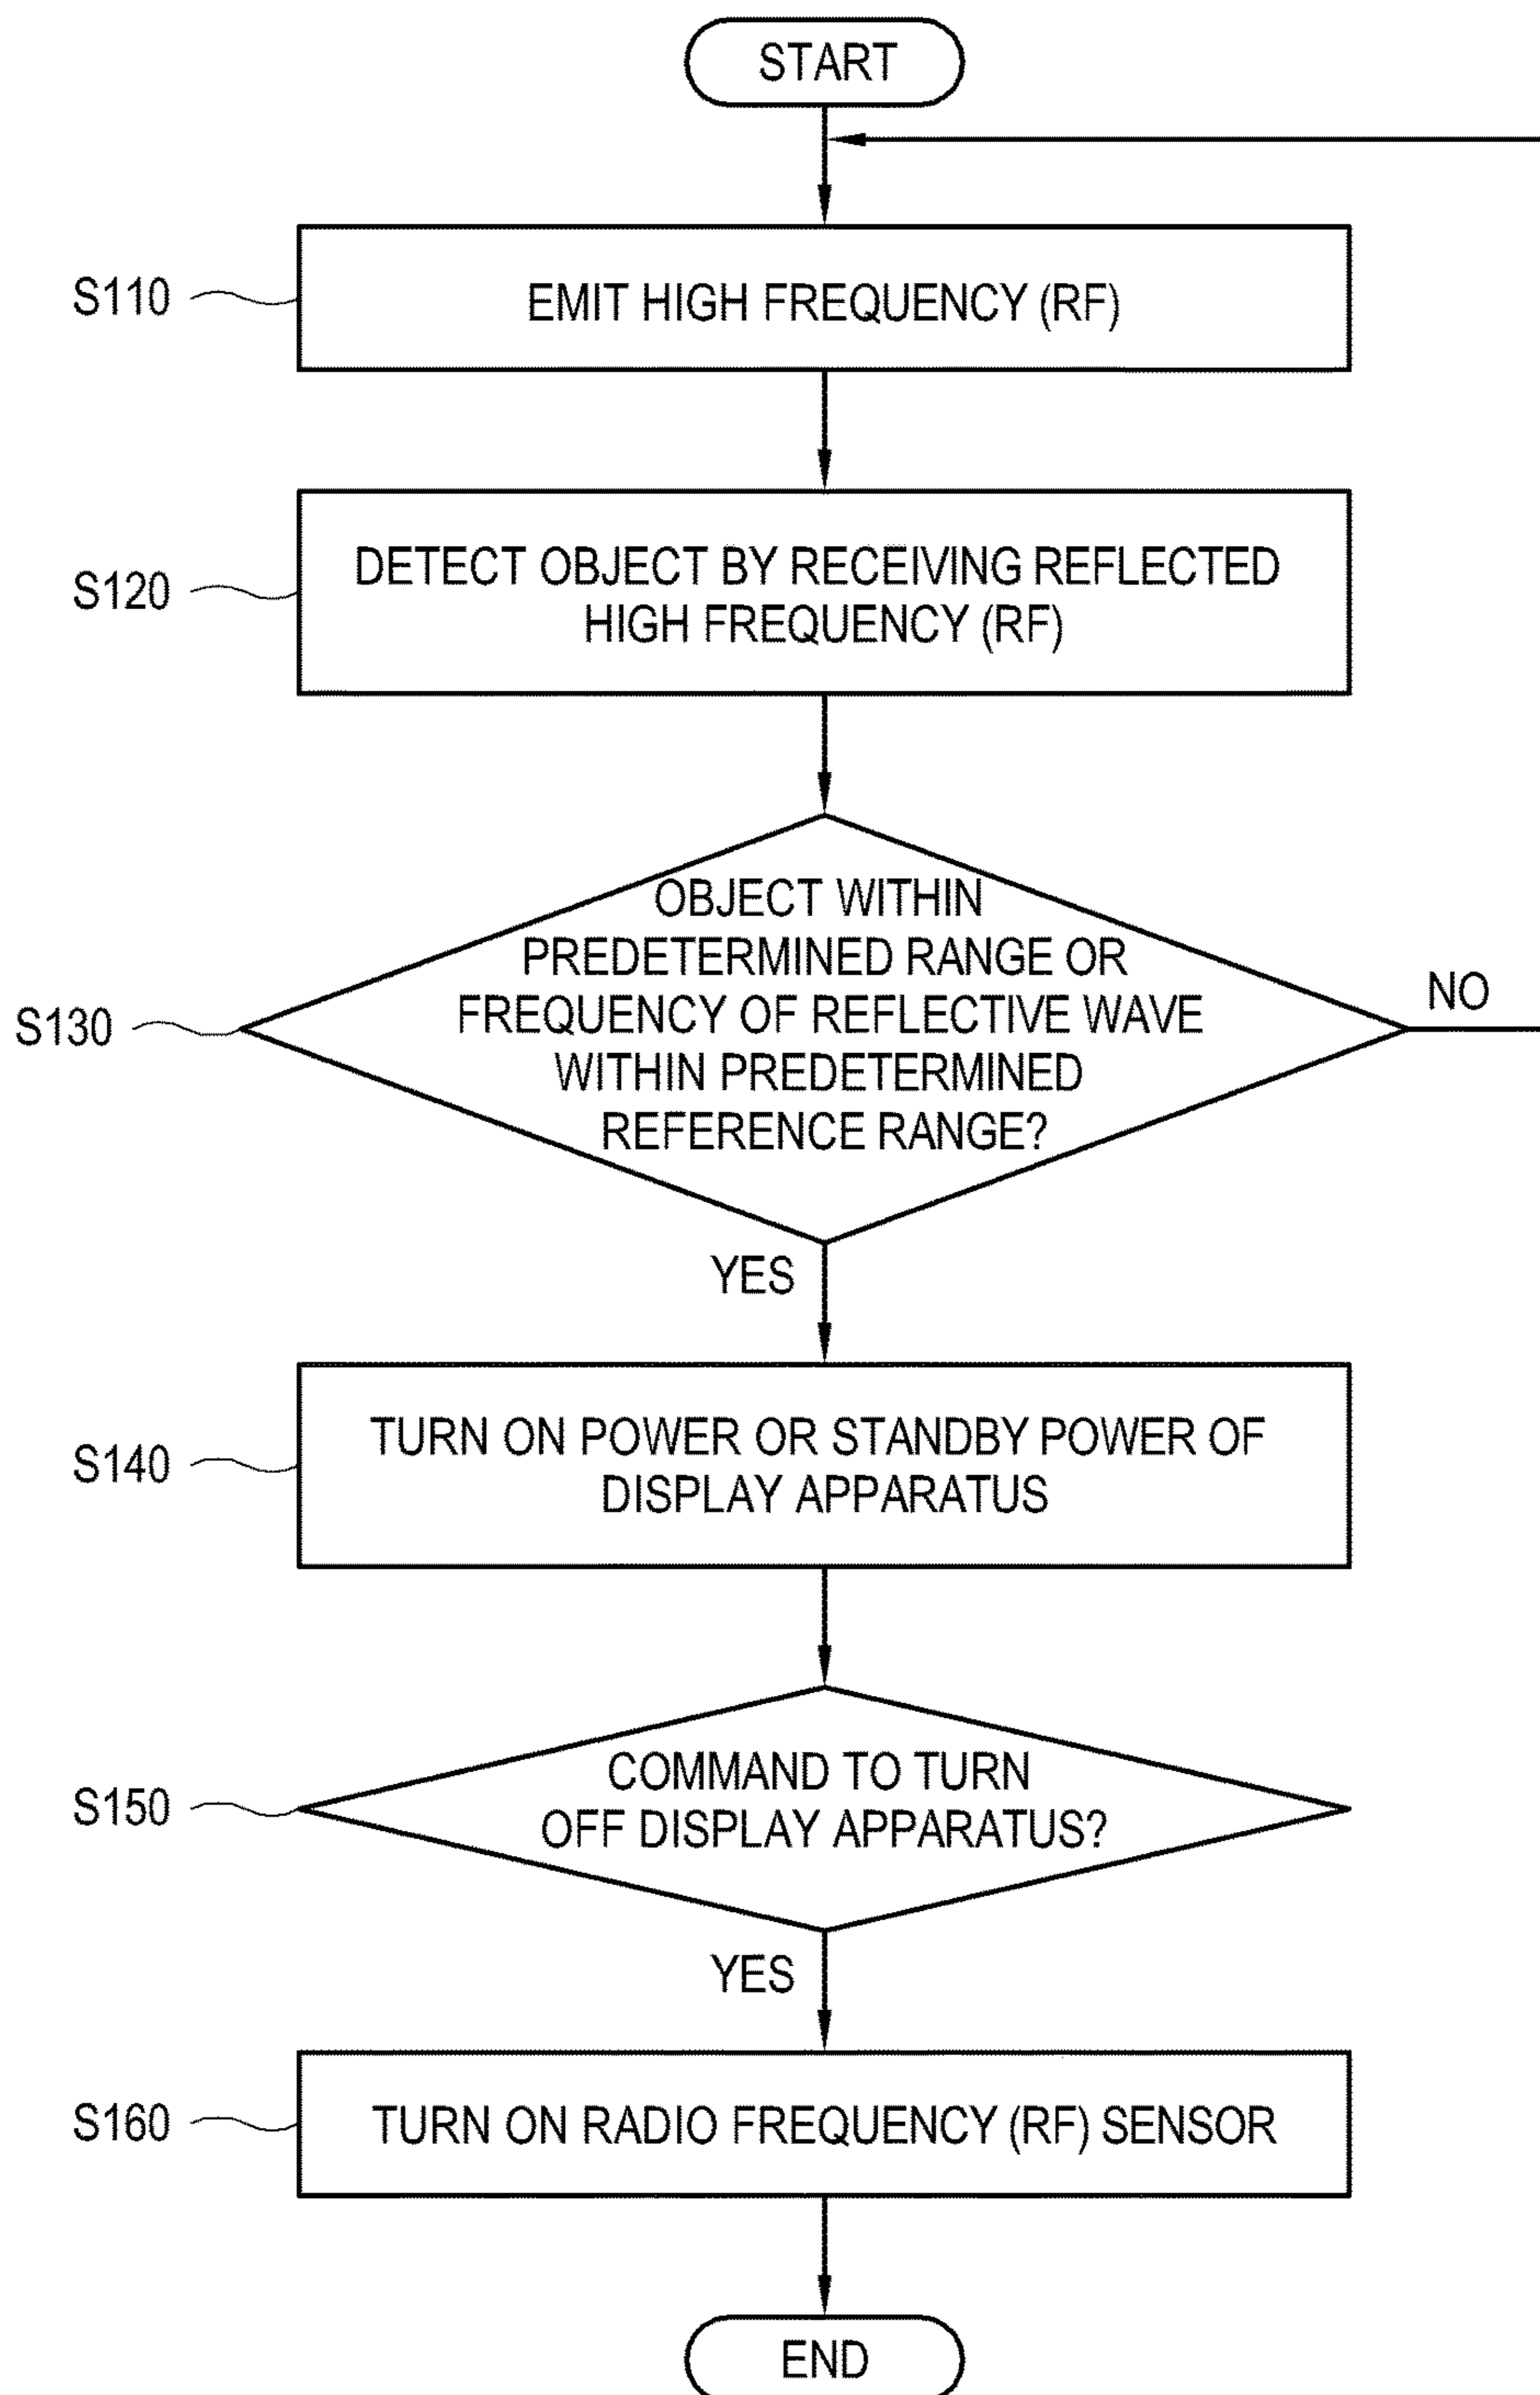 START
S110
EMIT HIGH FREQUENCY (RF)
S120
DETECT OBJECT BY RECEIVING REFLECTED
HIGH FREQUENCY (RF)
S130
OBJECT WITHIN
PREDETERMINED RANGE OR
FREQUENCY OF REFLECTIVE WAVE
WITHIN PREDETERMINED
REFERENCE RANGE?
NO
YES
S140
TURN ON POWER OR STANDBY POWER OF
DISPLAY APPARATUS
S150
COMMAND TO TURN
OFF DISPLAY APPARATUS?
YES
S160
TURN ON RADIO FREQUENCY (RF) SENSOR
END